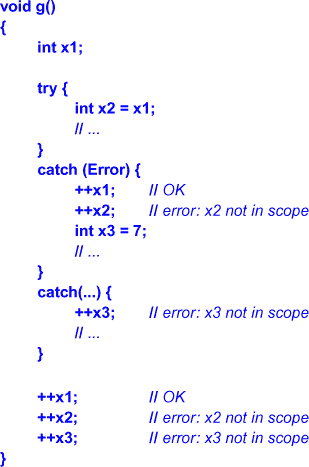 void g()
{
int x1;
try {
int x2 = x1;
// ...
}
catch (Error) {
++x1; // OK
++x2; // error: x2 not in scope
int x3 = 7;
// ...
}
catch(...) {
++x3; // error: x3 not in scope
// ...
}
++x1; // OK
++x2; // error: x2 not in scope
++x3; // error: x3 not in scope
}